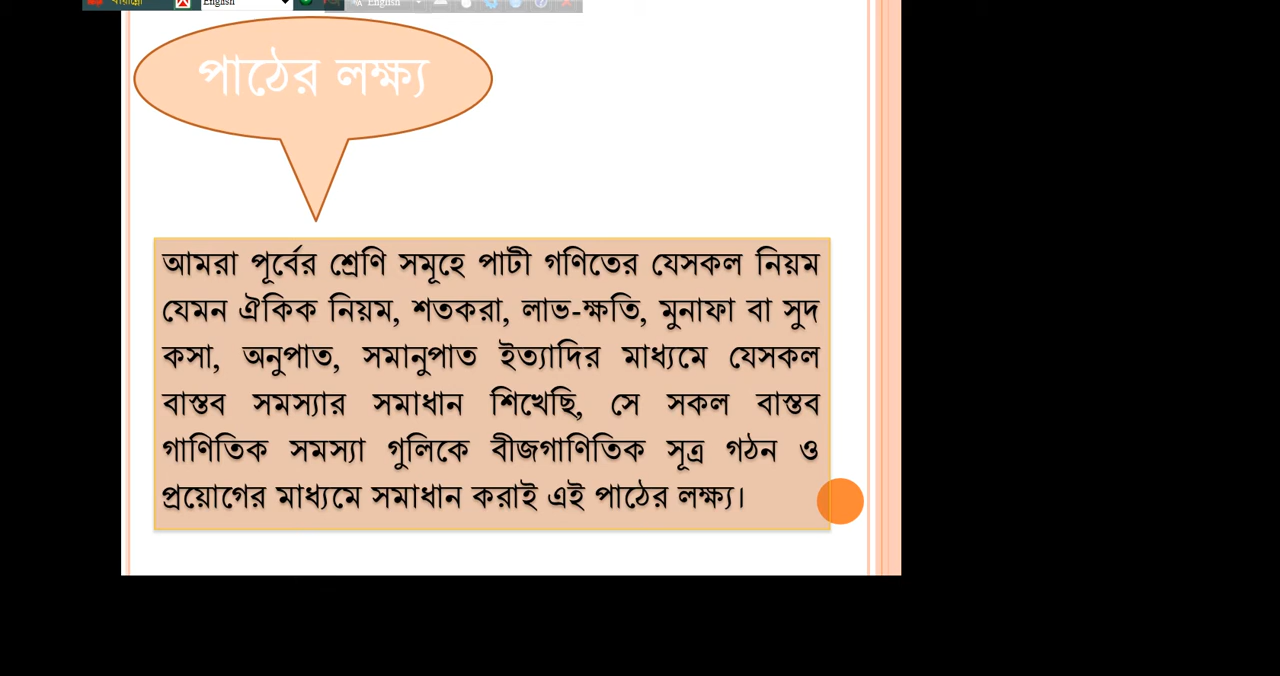 English
English
পাঠের লক্ষ্য
আমরা পূর্বের শ্রেণি সমূহে পাটী গণিতের যেসকল নিয়ম
যেমন ঐকিক নিয়ম, শতকরা, লাভ-ক্ষতি, মুনাফা বা সুদ
কসা, অনুপাত, সমানুপাত ইত্যাদির মাধ্যমে যেসকল
বাস্তব সমস্যার সমাধান শিখেছি, সে সকল বাস্তব
গাণিতিক সমস্যা গুলিকে বীজগাণিতিক সূত্র গঠন ও
প্রয়োগের মাধ্যমে সমাধান করাই এই পাঠের লক্ষ্য।